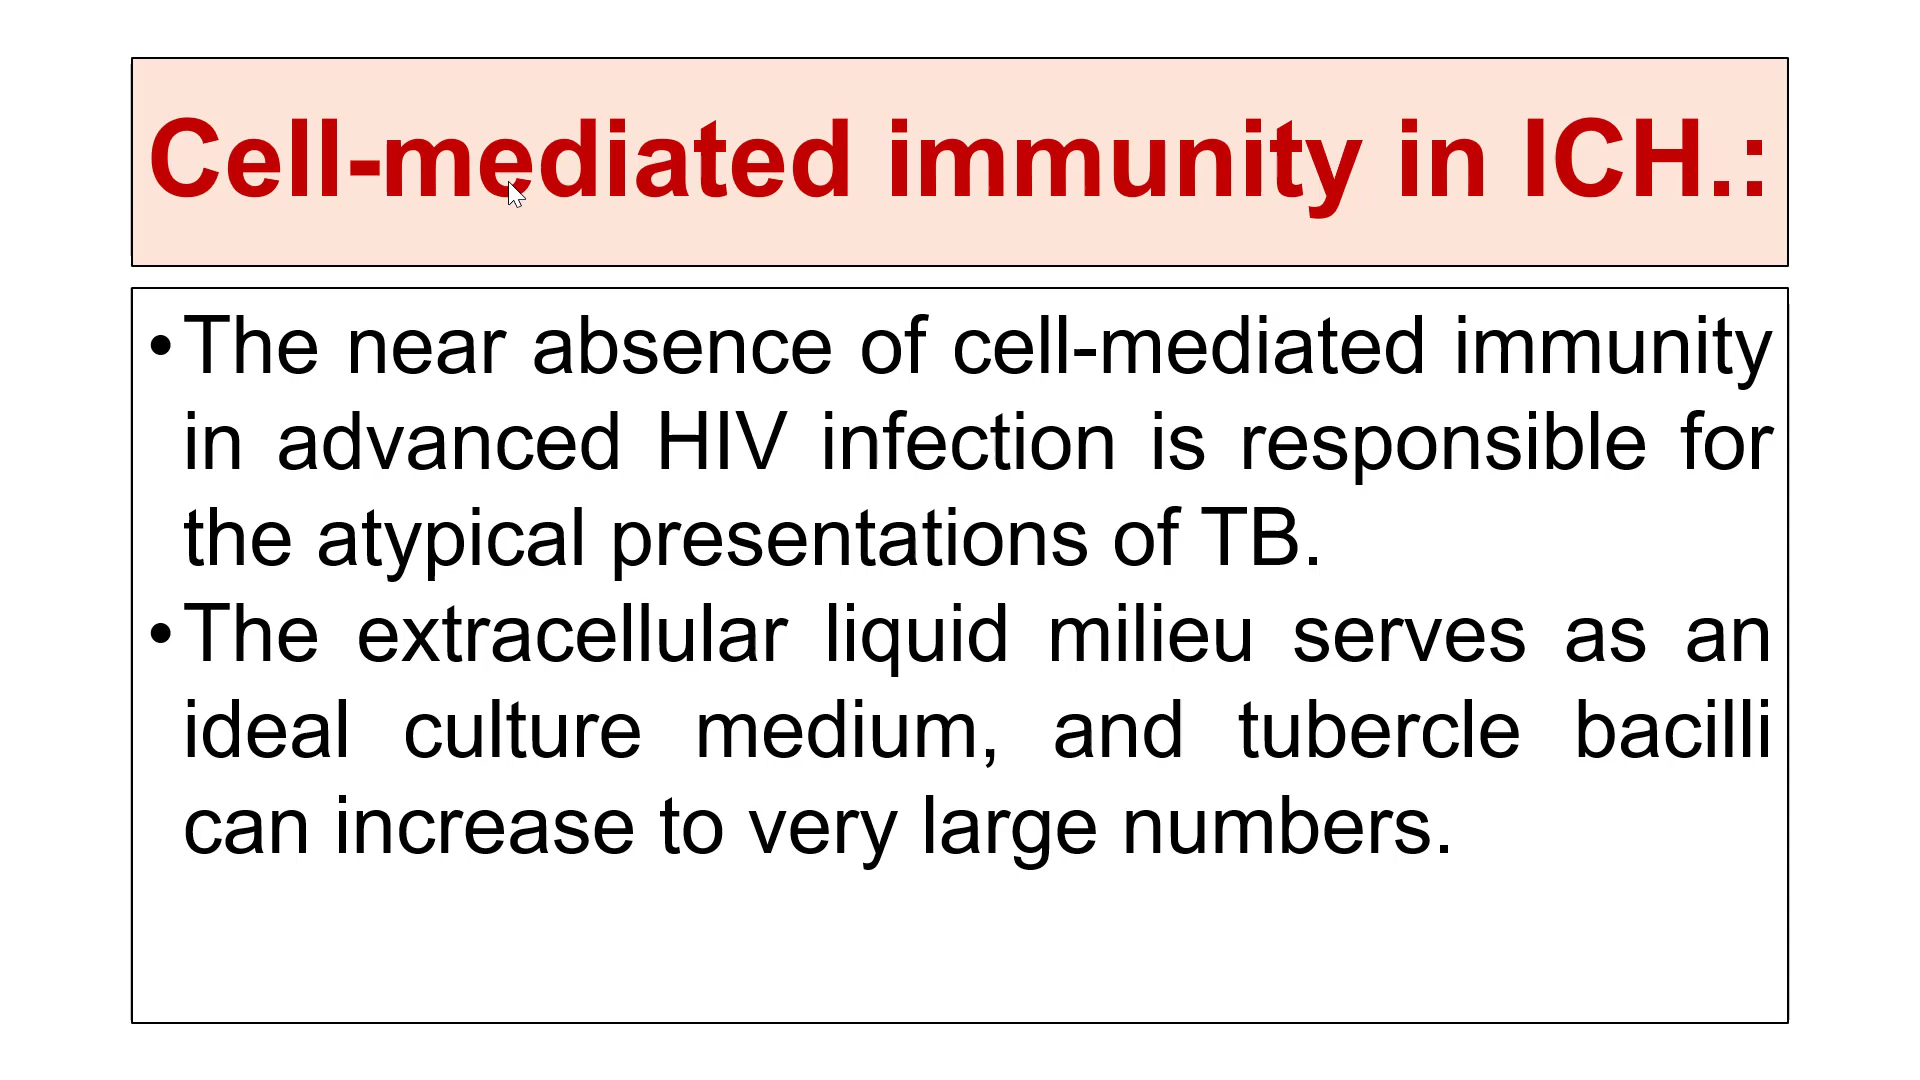 Cell-mediated immunity in ICH.:
• The near absence of cell-mediated immunity
in advanced HIV infection is responsible for
the atypical presentations of TB.
• The extracellular liquid milieu serves as an
ideal culture medium, and tubercle bacilli
can increase to very large numbers.